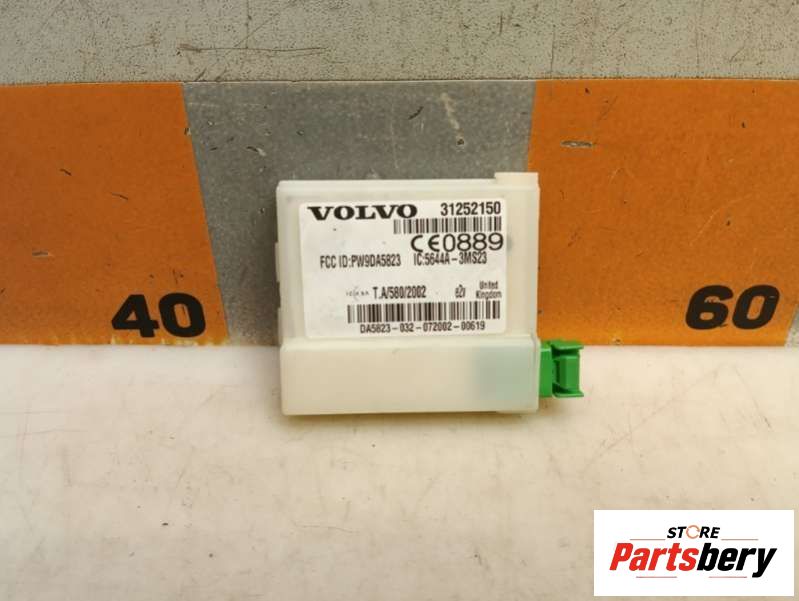 VOLVO 31252150
CE0889
FCC ID:PW9DA5823 IC:5644A-3MS23
T.A/580/2002
United
Kingdom
DA5823-032-072002-00619
40
60
STORE
Partsbery